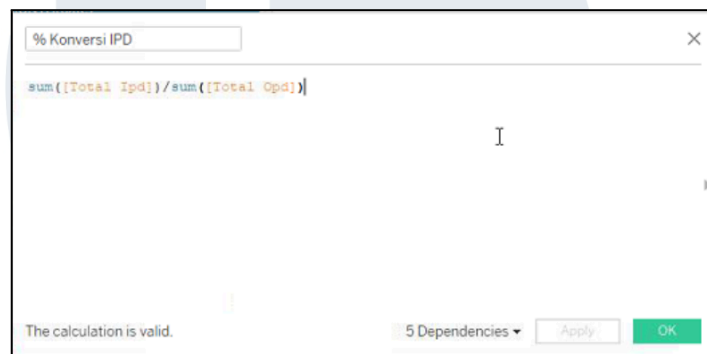 % Konversi IPD
sum([Total Ipd])/sum([Total Opd])
The calculation is valid.
5 Dependencies
Apply
OK